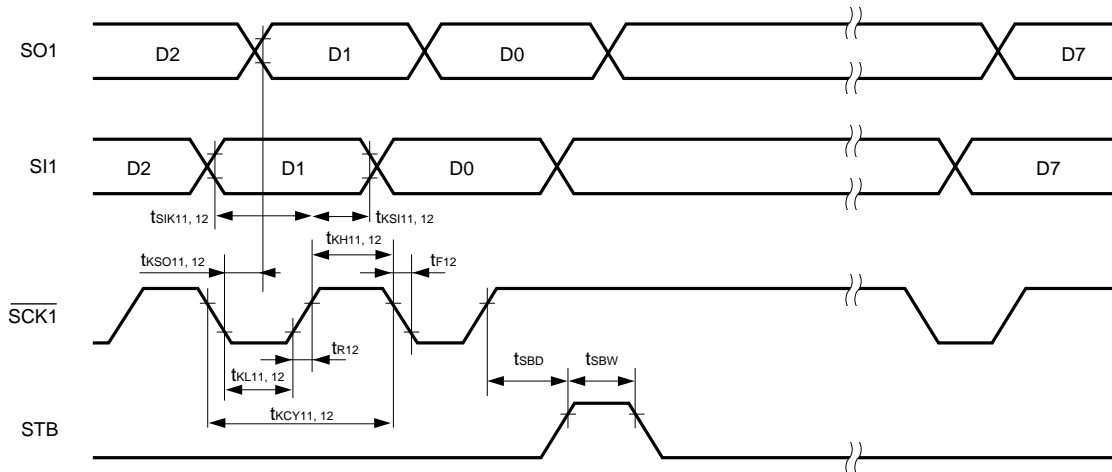 SO1
D2
D1
D0
D7
SI1
D2
D1
D0
D7
tSIK11, 12
tKSI11, 12
tKH11, 12
tKSO11, 12
tF12
SCK1
tR12
tSBD
tSBW
tKL11, 12
tKCY11, 12
STB